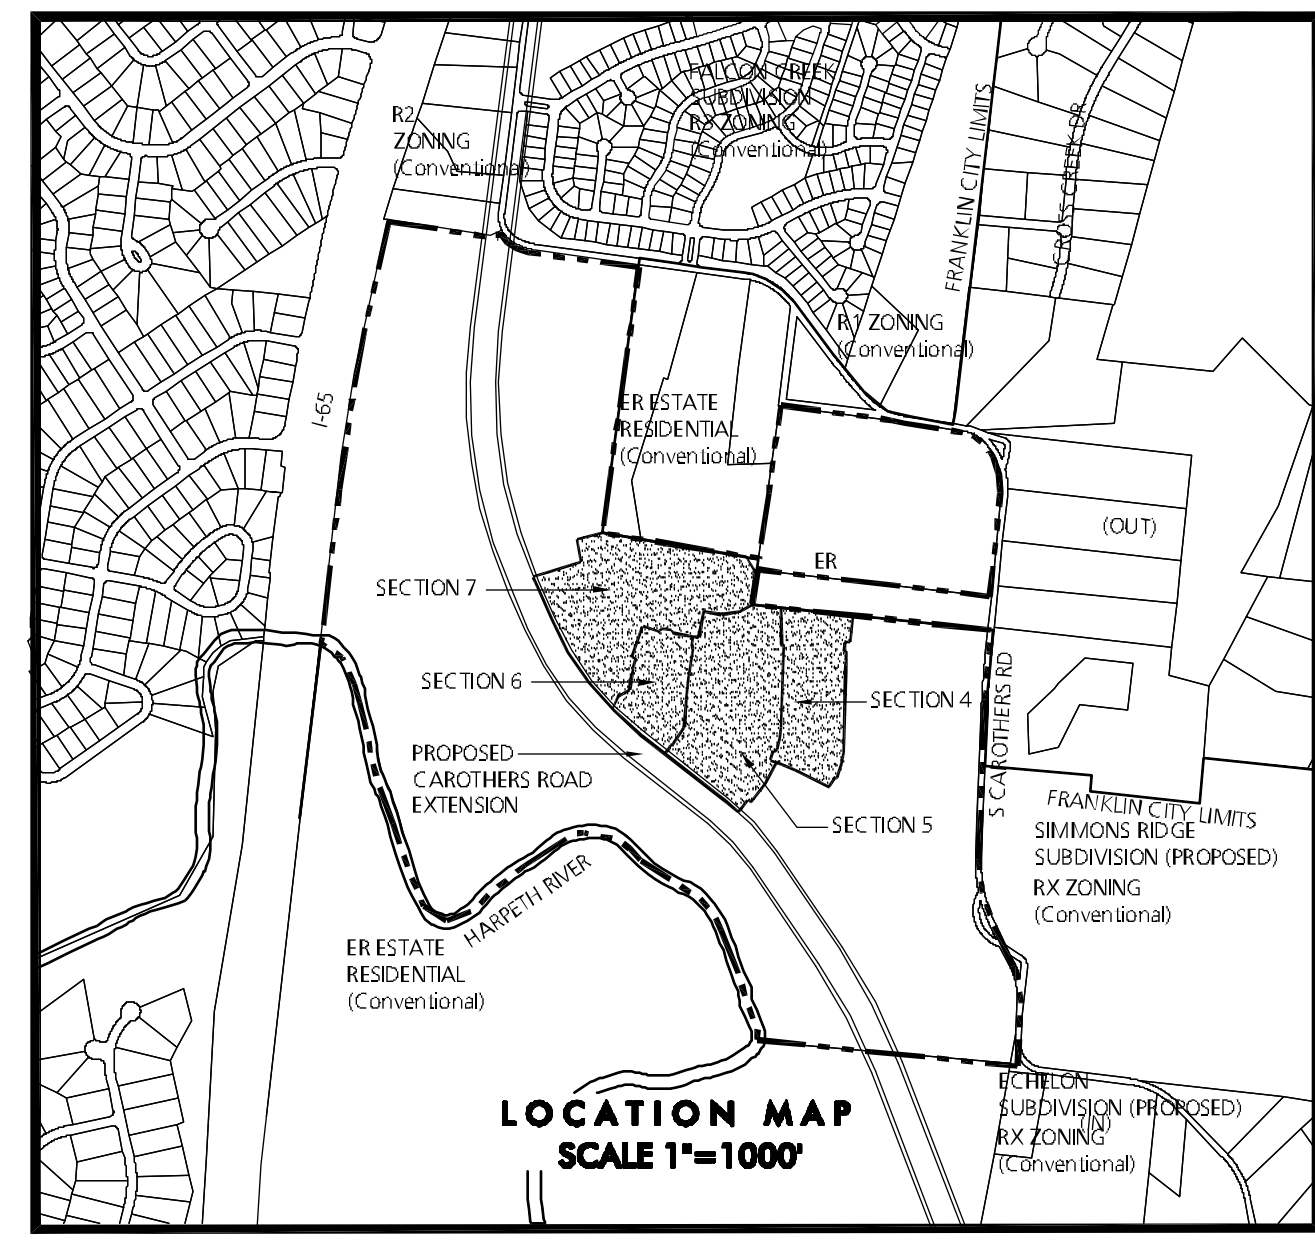 FALCON CREEK
SUBDIVISION
R3 ZONING
(Conventional)
R2
ZONING
(Conventional)
FRANKLIN CITY LIMITS
CROSS CREEK DR
R1 ZONING
(Conventional)
I-65
ER ESTATE
RESIDENTIAL
(Conventional)
(OUT)
ER
SECTION 7
SECTION 6
SECTION 4
S CAROTHERS RD
PROPOSED
CAROTHERS ROAD
EXTENSION
SECTION 5
FRANKLIN CITY LIMITS
SIMMONS RIDGE
SUBDIVISION (PROPOSED)
RX ZONING
(Conventional)
HARPETH RIVER
ER ESTATE
RESIDENTIAL
(Conventional)
ECHELON
SUBDIVISION (PROPOSED)
(IN)
RX ZONING
(Conventional)
LOCATION MAP
SCALE 1"=1000'